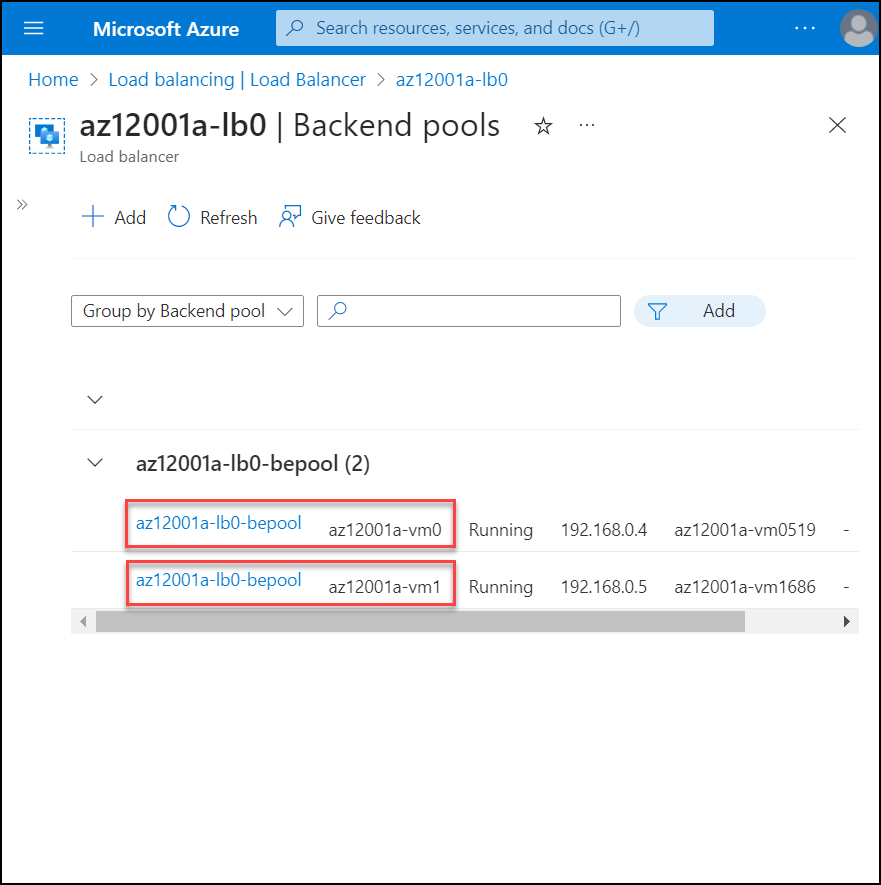 Microsoft Azure Search resources, services, and docs (G+/) ...
Home > Load balancing | Load Balancer > az12001a-lb0
az12001a-lb0 | Backend pools ...
Load balancer
Add Refresh Give feedback
Group by Backend pool Add
az12001a-lb0-bepool (2)
az12001a-lb0-bepool az12001a-vm0 Running 192.168.0.4 az12001a-vm0519 -
az12001a-lb0-bepool az12001a-vm1 Running 192.168.0.5 az12001a-vm1686 -